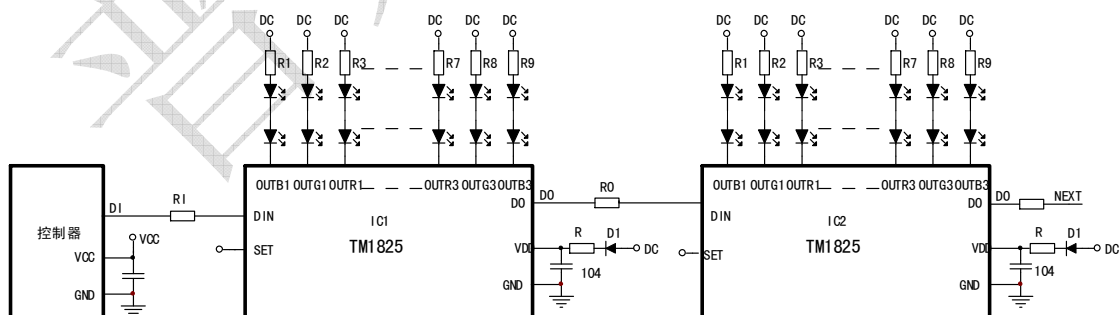 DC DC DC DC DC DC DC DC DC DC DC DC
R1 R2 R3 R7 R8 R9 R1 R2 R3 R7 R8 R9
OUTB1 OUTG1 OUTR1 OUTR3 OUTG3 OUTB3 OUTB1 OUTG1 OUTR1 OUTR3 OUTG3 OUTB3
DI RI DIN DO DO RO DIN DO DO NEXT
控制器 IC1 IC2
VCC SET TM1825 VDD R D1 DC SET TM1825 VDD R D1 DC
VCC 104 104
GND GND GND